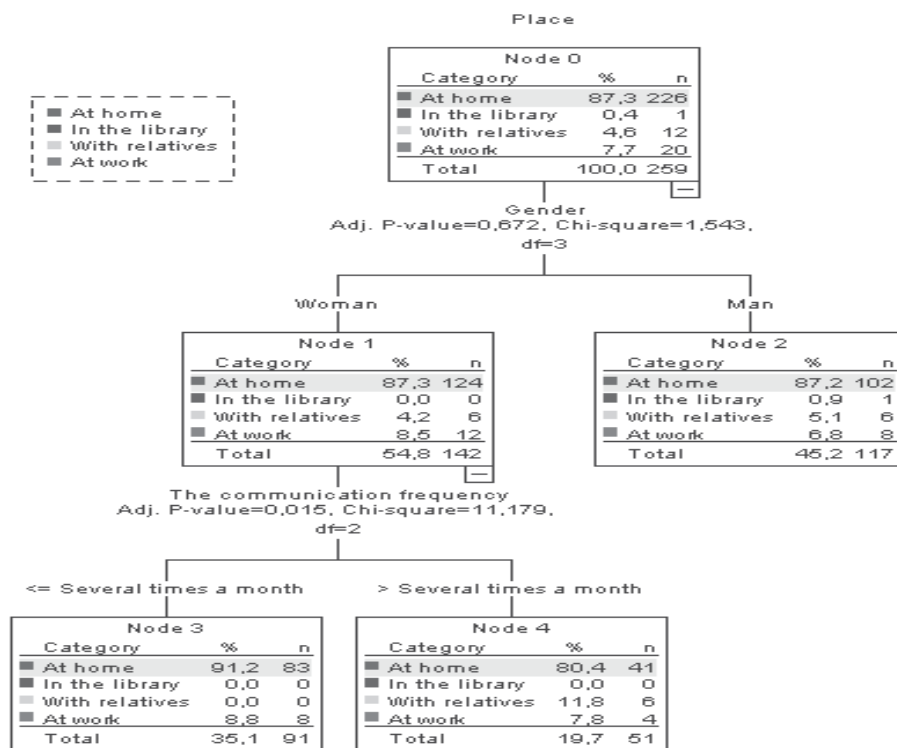 Place
Node 0
Category % n
At home 87,3 226
In the library 0,4 1
With relatives 4,6 12
At work 7,7 20
Total 100,0 259
At home
In the library
With relatives
At work
Gender
Adj. P-value=0,672, Chi-square=1,543,
df=3
Woman
Man
Node 1
Category % n
At home 87,3 124
In the library 0,0 0
With relatives 4,2 6
At work 8,5 12
Total 54,8 142
Node 2
Category % n
At home 87,2 102
In the library 0,9 1
With relatives 5,1 6
At work 6,8 8
Total 45,2 117
The communication frequency
Adj. P-value=0,015, Chi-square=11,179,
df=2
<= Several times a month
> Several times a month
Node 3
Category % n
At home 91,2 83
In the library 0,0 0
With relatives 0,0 0
At work 8,8 8
Total 35,1 91
Node 4
Category % n
At home 80,4 41
In the library 0,0 0
With relatives 11,8 6
At work 7,8 4
Total 19,7 51